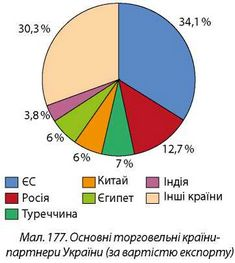 30,3%
34,1%
3,8%
6%
6%
7%
12,7%
ЄС
Китай
Індія
Росія
Єгипет
Інші країни
Туреччина
Мал. 177. Основні торговельні країни-
партнери України (за вартістю експорту)